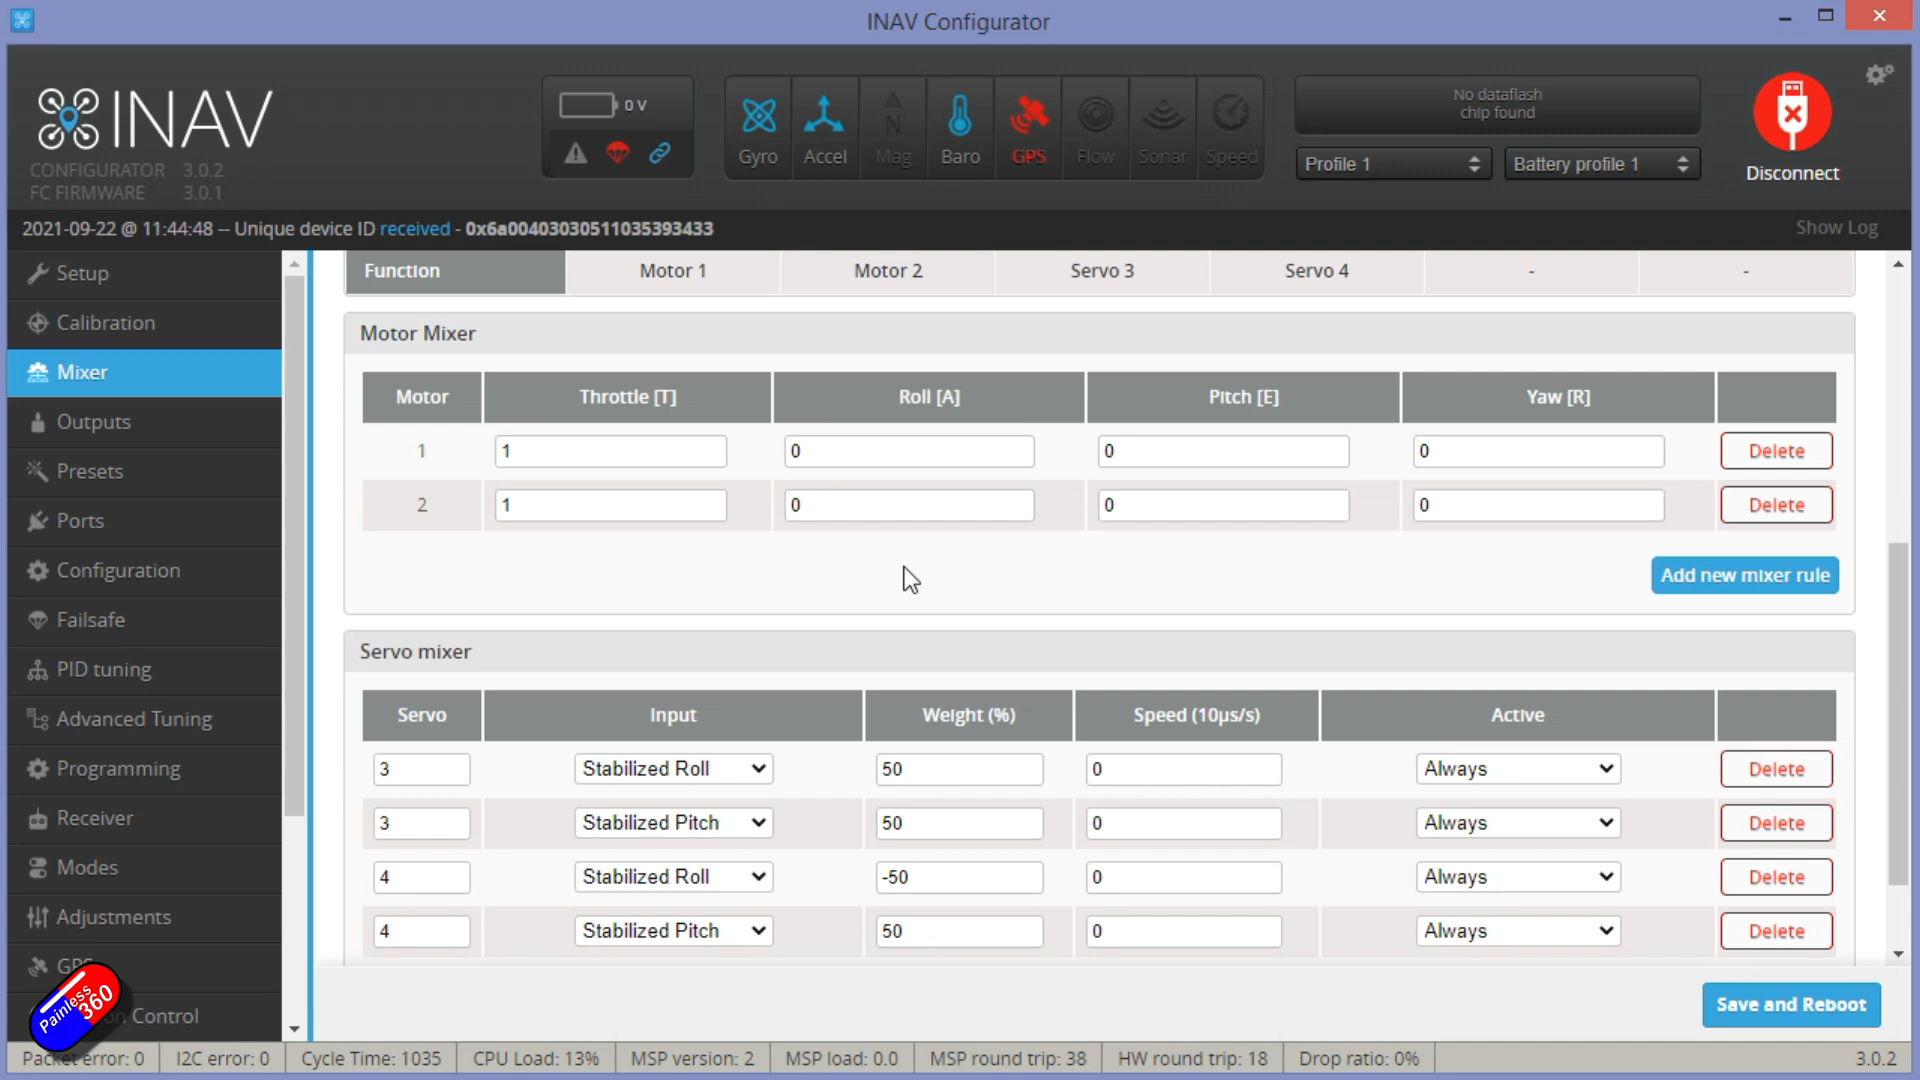 INAV Configurator
INAV
CONFIGURATOR 3.0.2
FC FIRMWARE 3.0.1
0 V
Gyro Accel Mag Baro GPS Flow Sonar Speed
No dataflash
chip found
Profile 1 Battery profile 1
Disconnect
2021-09-22 @ 11:44:48 -- Unique device ID received - 0x6a00403030511035393433
Show Log
Setup
Calibration
Mixer
Outputs
Presets
Ports
Configuration
Failsafe
PID tuning
Advanced Tuning
Programming
Receiver
Modes
Adjustments
GPS
Control
Painless
360
Function Motor 1 Motor 2 Servo 3 Servo 4 - -
Motor Mixer
Motor Throttle [T] Roll [A] Pitch [E] Yaw [R]
1 1 0 0 0 Delete
2 1 0 0 0 Delete
Add new mixer rule
Servo mixer
Servo Input Weight (%) Speed (10µs/s) Active
3 Stabilized Roll 50 0 Always Delete
3 Stabilized Pitch 50 0 Always Delete
4 Stabilized Roll -50 0 Always Delete
4 Stabilized Pitch 50 0 Always Delete
Save and Reboot
Packet error: 0 I2C error: 0 Cycle Time: 1035 CPU Load: 13% MSP version: 2 MSP load: 0.0 MSP round trip: 38 HW round trip: 18 Drop ratio: 0% 3.0.2